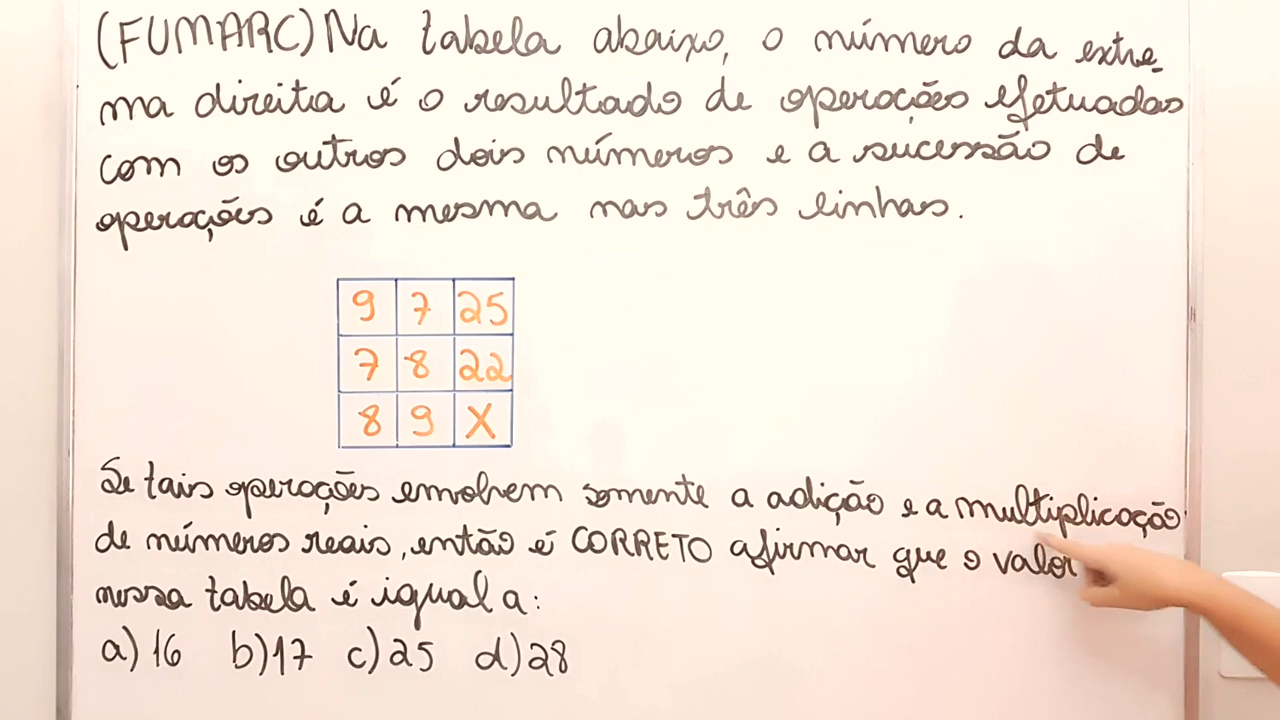 (FUMARC) Na tabela abaixo, o número da extre-
ma direita é o resultado de operações efetuadas
com os outros dois números e a sucessão de
operações é a mesma nas três linhas.
9 7 25
7 8 22
8 9 X
Se tais operações envolvem somente a adição e a multiplicação
de números reais, então é CORRETO afirmar que o valor
nessa tabela é igual a:
a) 16 b) 17 c) 25 d) 28